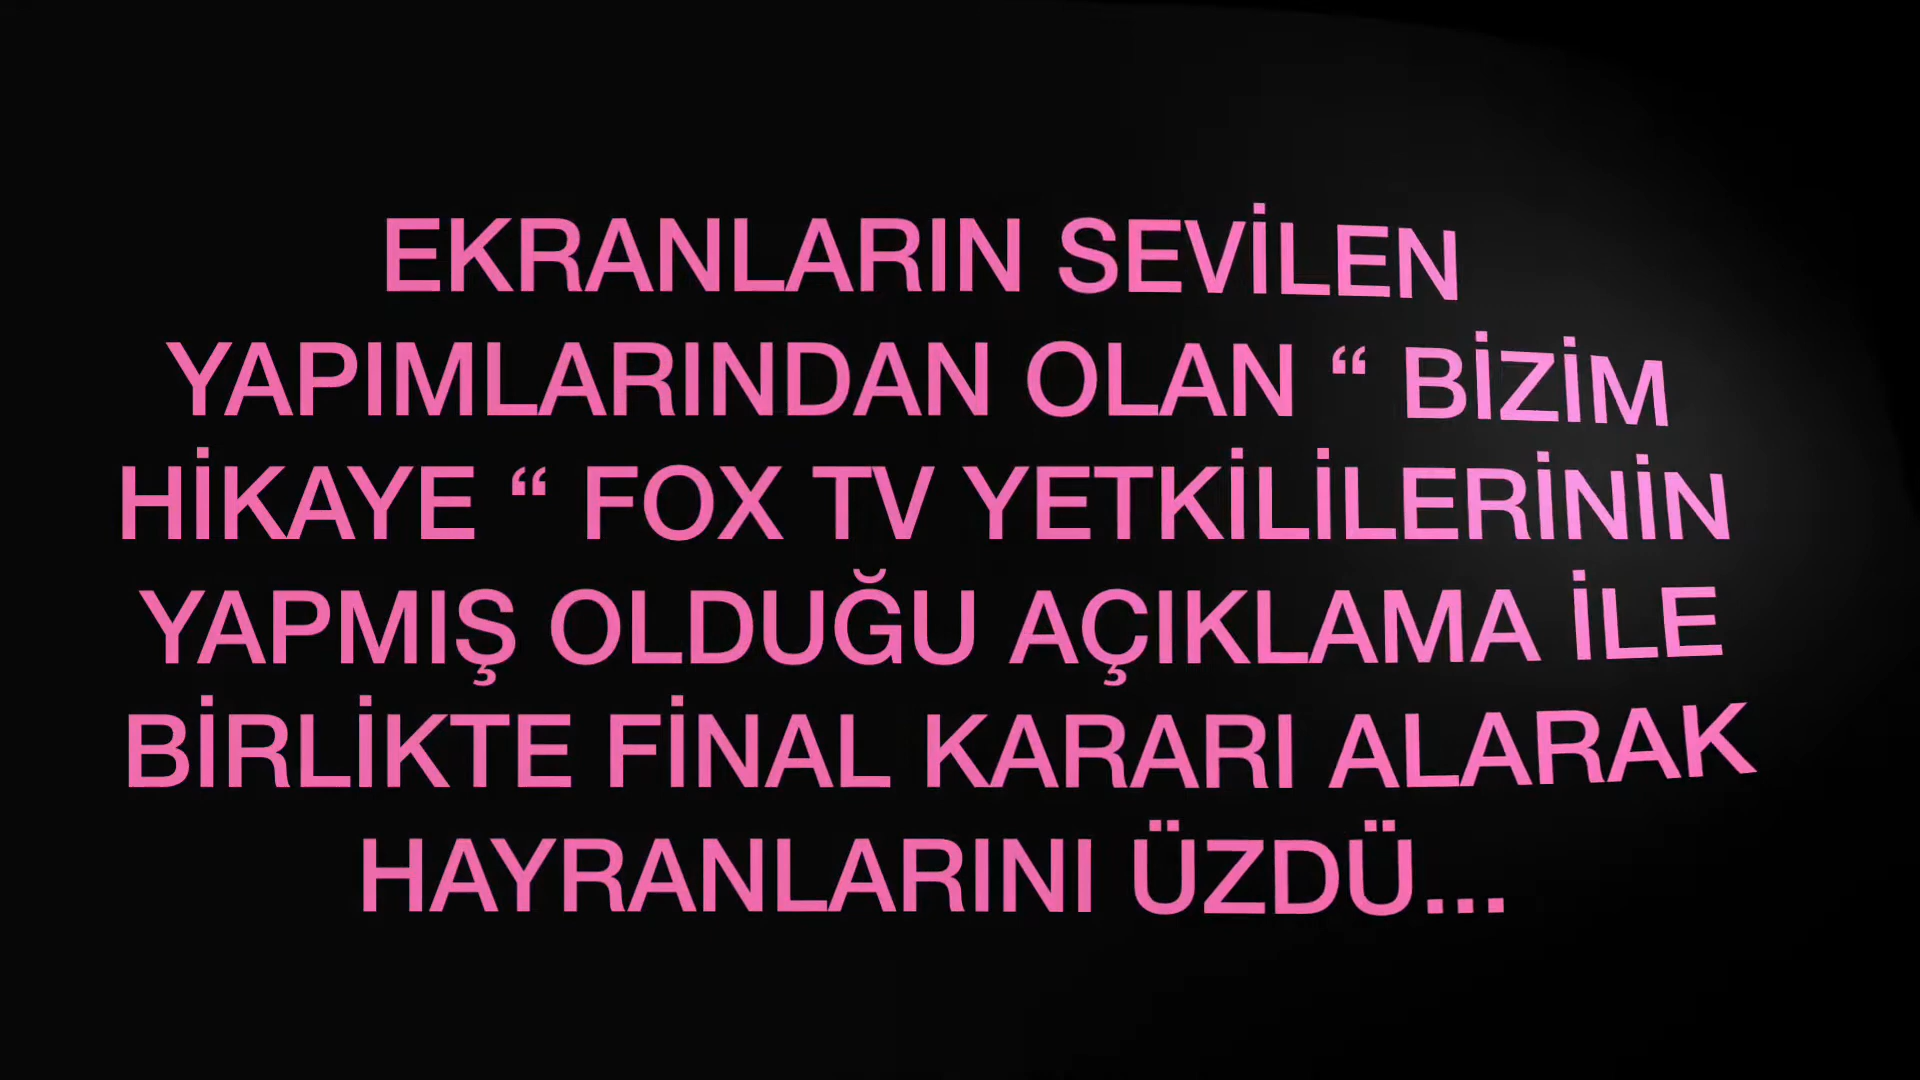 EKRANLARIN SEVİLEN
YAPIMLARINDAN OLAN “ BİZİM
HİKAYE “ FOX TV YETKİLİLERİNİN
YAPMIŞ OLDUĞU AÇIKLAMA İLE
BİRLİKTE FİNAL KARARI ALARAK
HAYRANLARINI ÜZDÜ...